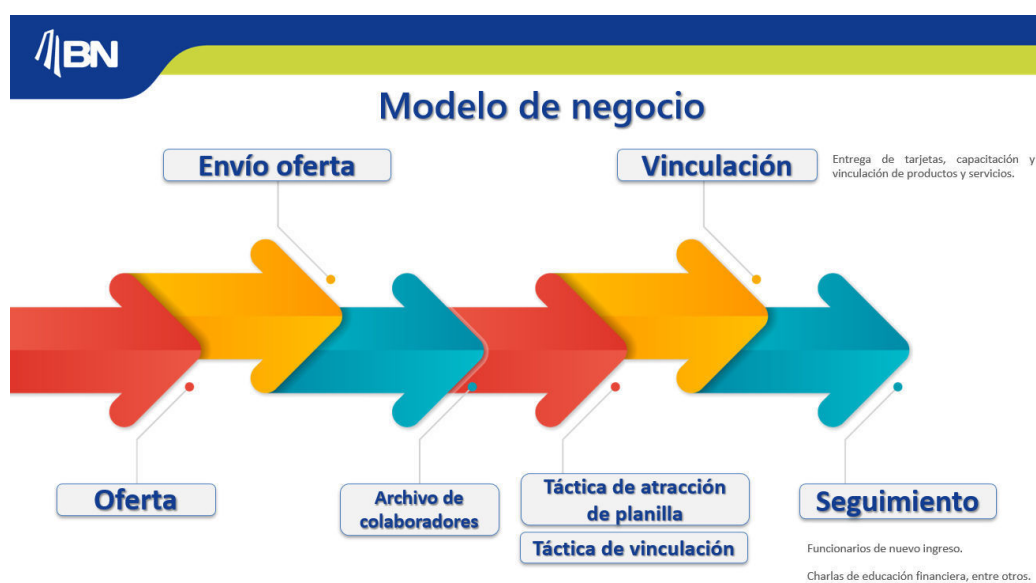 BN
Modelo de negocio
Envío oferta
Vinculación
Entrega de tarjetas, capacitación y
vinculación de productos y servicios.
Oferta
Archivo de
colaboradores
Táctica de atracción
de planilla
Táctica de vinculación
Seguimiento
Funcionarios de nuevo ingreso.
Charlas de educación financiera, entre otros.